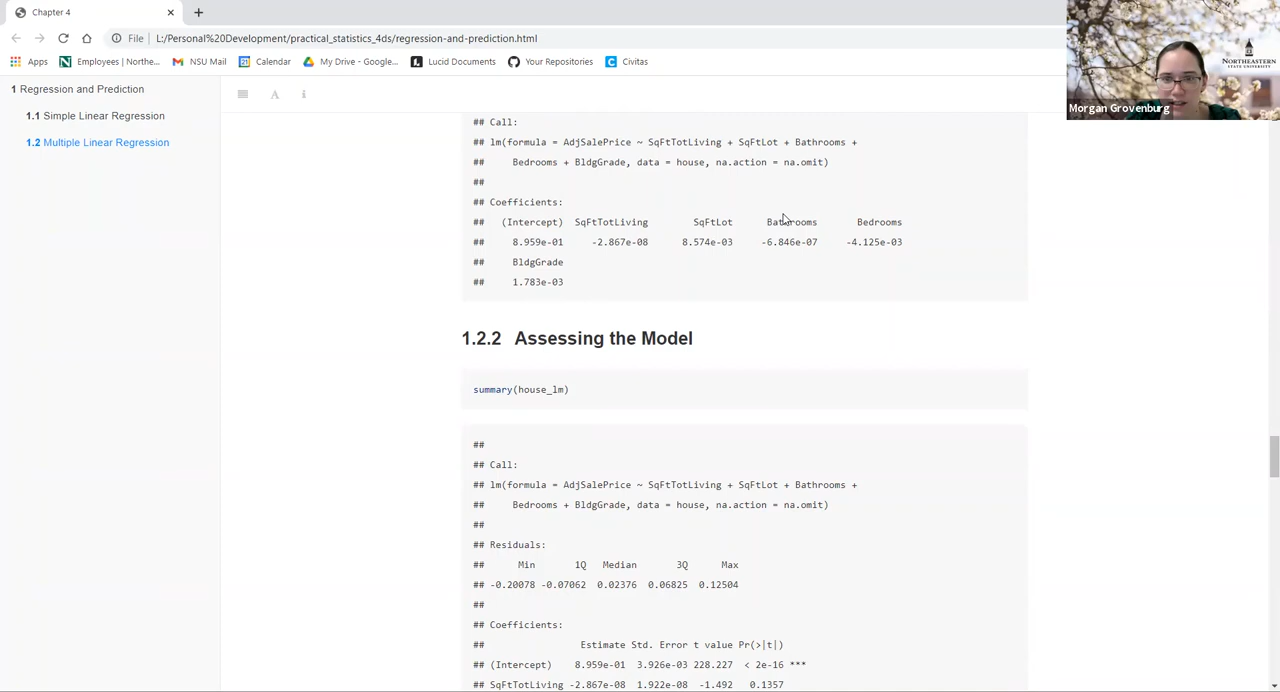 Chapter 4
File L:/Personal%20Development/practical_statistics_4ds/regression-and-prediction.html
Apps Employees (Northe... NSU Mail Calendar My Drive - Google... Lucid Documents Your Repositories Civitas
NORTHEASTERN
STATE UNIVERSITY
Morgan Grovenburg
1 Regression and Prediction
1.1 Simple Linear Regression
1.2 Multiple Linear Regression
## Call:
## lm(formula = AdjSalePrice ~ SqFtTotLiving + SqFtLot + Bathrooms +
## Bedrooms + BldgGrade, data = house, na.action = na.omit)
##
## Coefficients:
## (Intercept) SqFtTotLiving SqFtLot Bathrooms Bedrooms
## 8.959e-01 -2.867e-08 8.574e-03 -6.846e-07 -4.125e-03
## BldgGrade
## 1.783e-03
1.2.2 Assessing the Model
summary(house_lm)
##
## Call:
## lm(formula = AdjSalePrice ~ SqFtTotLiving + SqFtLot + Bathrooms +
## Bedrooms + BldgGrade, data = house, na.action = na.omit)
##
## Residuals:
## Min 1Q Median 3Q Max
## -0.20078 -0.07062 0.02376 0.06825 0.12504
##
## Coefficients:
## Estimate Std. Error t value Pr(>|t|)
## (Intercept) 8.959e-01 3.926e-03 228.227 < 2e-16 ***
## SqFtTotLiving -2.867e-08 1.922e-08 -1.492 0.1357